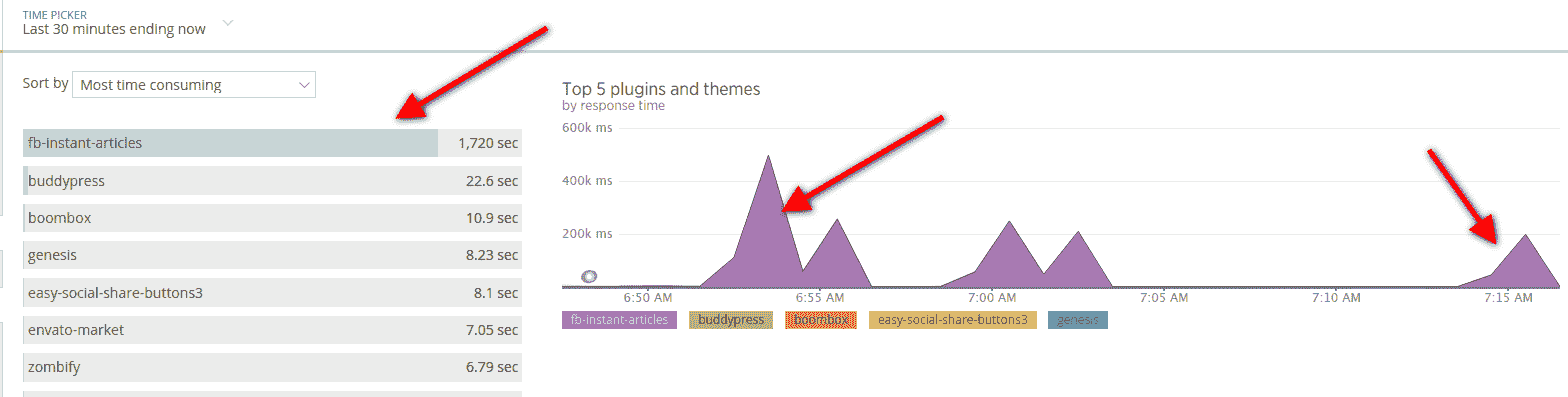 TIME PICKER
Last 30 minutes ending now
Sort by Most time consuming
fb-instant-articles 1,720 sec
buddypress 22.6 sec
boombox 10.9 sec
genesis 8.23 sec
easy-social-share-buttons3 8.1 sec
envato-market 7.05 sec
zombify 6.79 sec
Top 5 plugins and themes
by response time
600k ms
400k ms
200k ms
6:50 AM 6:55 AM 7:00 AM 7:05 AM 7:10 AM 7:15 AM
fb-instant-articles buddypress boombox easy-social-share-buttons3 genesis